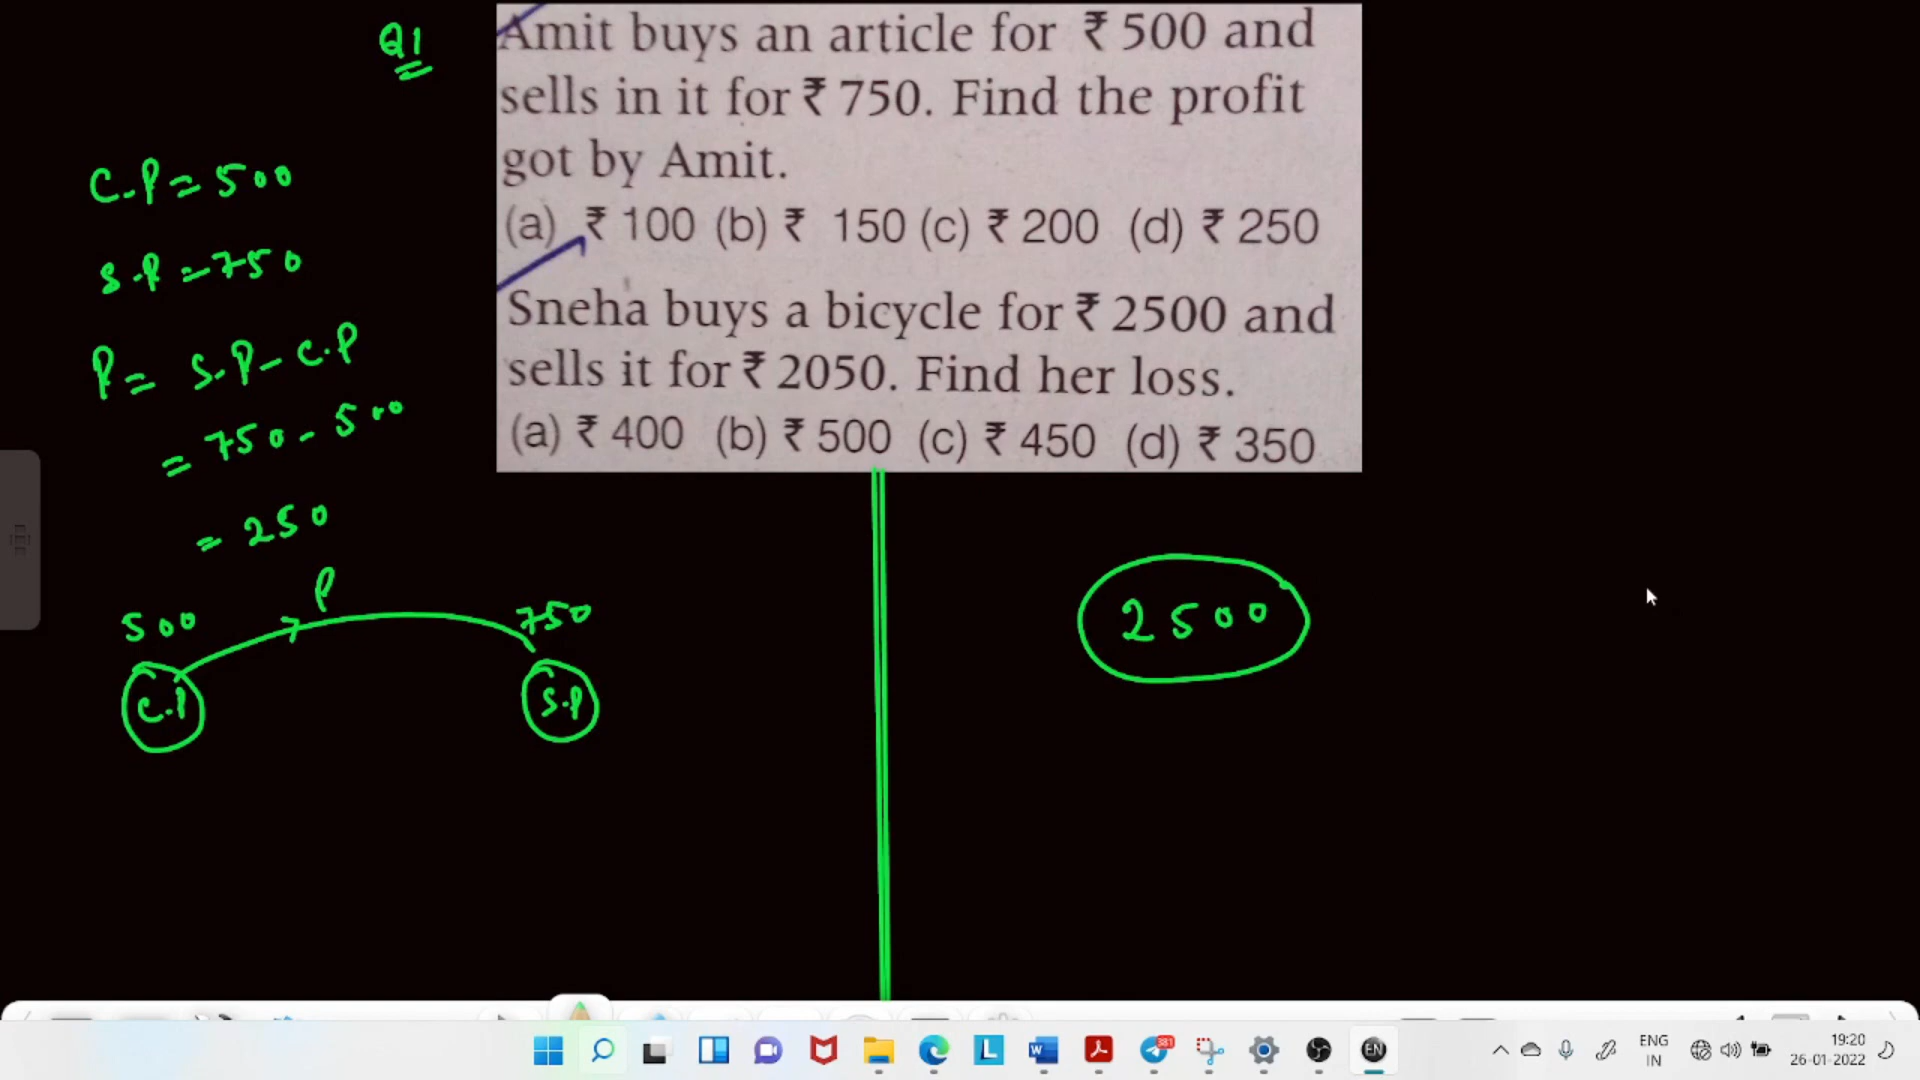 Q1
Amit buys an article for ₹ 500 and
sells in it for ₹ 750. Find the profit
got by Amit.
(a) ₹ 100 (b) ₹ 150 (c) ₹ 200 (d) ₹ 250
Sneha buys a bicycle for ₹ 2500 and
sells it for ₹ 2050. Find her loss.
(a) ₹ 400 (b) ₹ 500 (c) ₹ 450 (d) ₹ 350
C.P = 500
S.P = 750
P = S.P - C.P
= 750 - 500
= 250
P
500
750
C.P
S.P
2500
381
EN
ENG
IN
19:20
26-01-2022